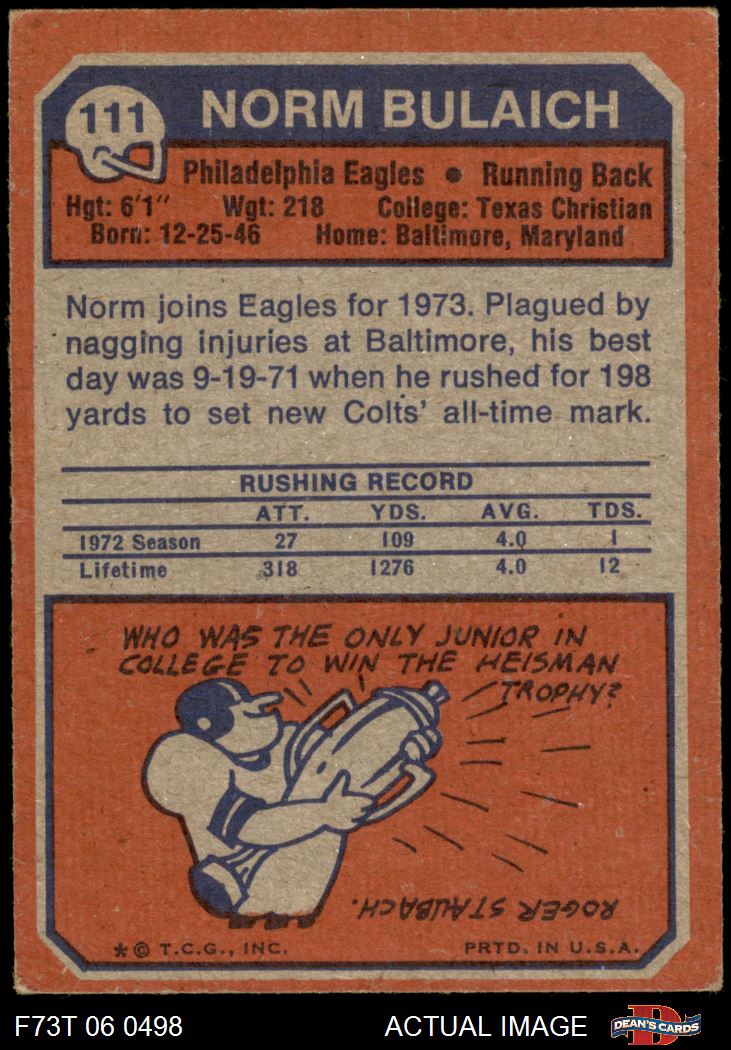 111
NORM BULAICH
Philadelphia Eagles • Running Back
Hgt: 6'1" Wgt: 218 College: Texas Christian
Born: 12-25-46 Home: Baltimore, Maryland
Norm joins Eagles for 1973. Plagued by
nagging injuries at Baltimore, his best
day was 9-19-71 when he rushed for 198
yards to set new Colts' all-time mark.
RUSHING RECORD
ATT. YDS. AVG. TDS.
1972 Season 27 109 4.0 1
Lifetime 318 1276 4.0 12
WHO WAS THE ONLY JUNIOR IN
COLLEGE TO WIN THE HEISMAN
TROPHY?
ROGER STAUBACH.
*© T.C.G., INC. PRTD. IN U.S.A.
F73T 06 0498 ACTUAL IMAGE
D
DEAN'S CARDS